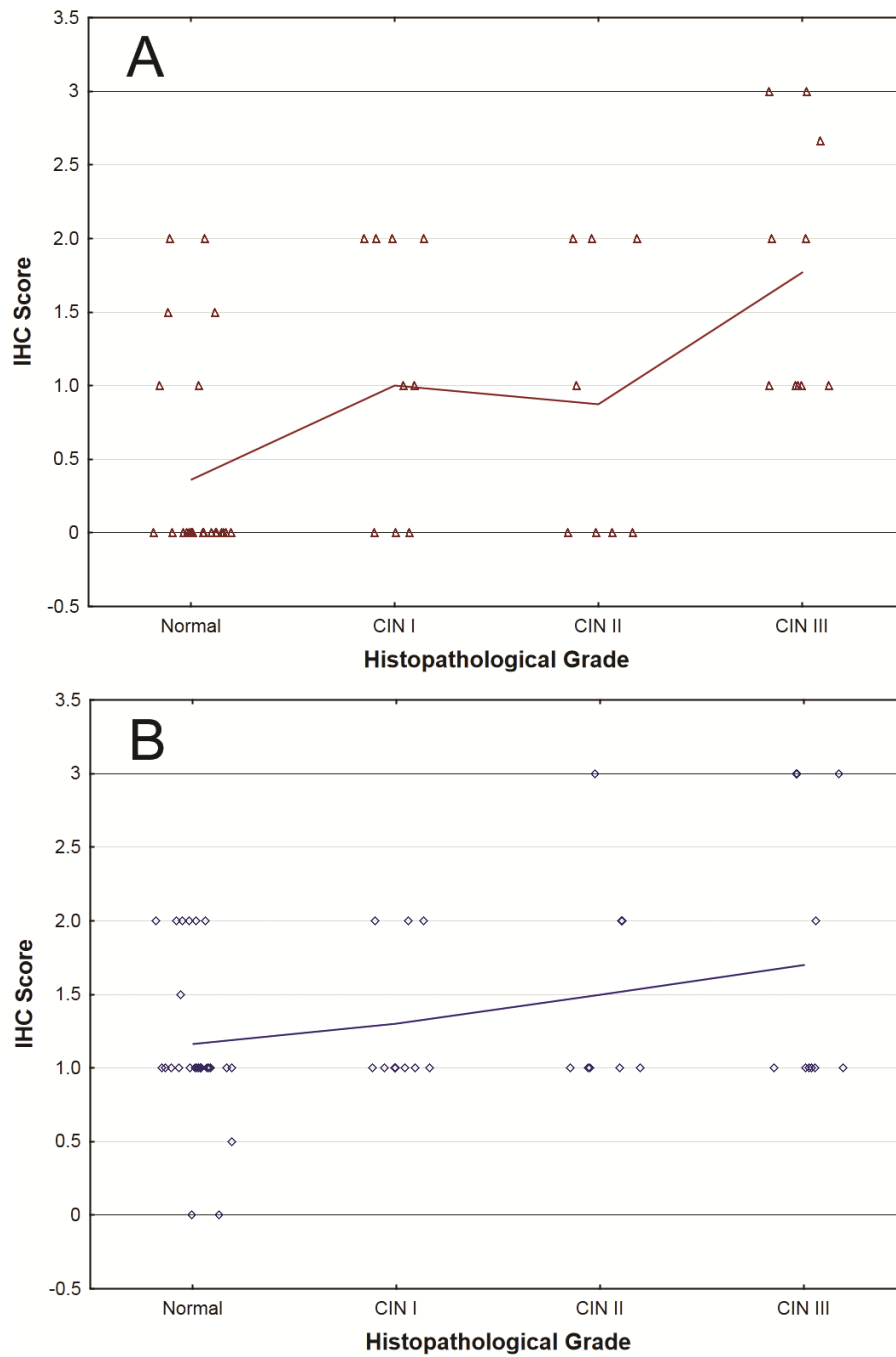 A
3.5
3
2.5
2.0
1.5
1.0
0.5
0
-0.5
IHC Score
Normal CIN I CIN II CIN III
Histopathological Grade
B
3.5
3
2.5
2.0
1.5
1.0
0.5
0
-0.5
IHC Score
Normal CIN I CIN II CIN III
Histopathological Grade